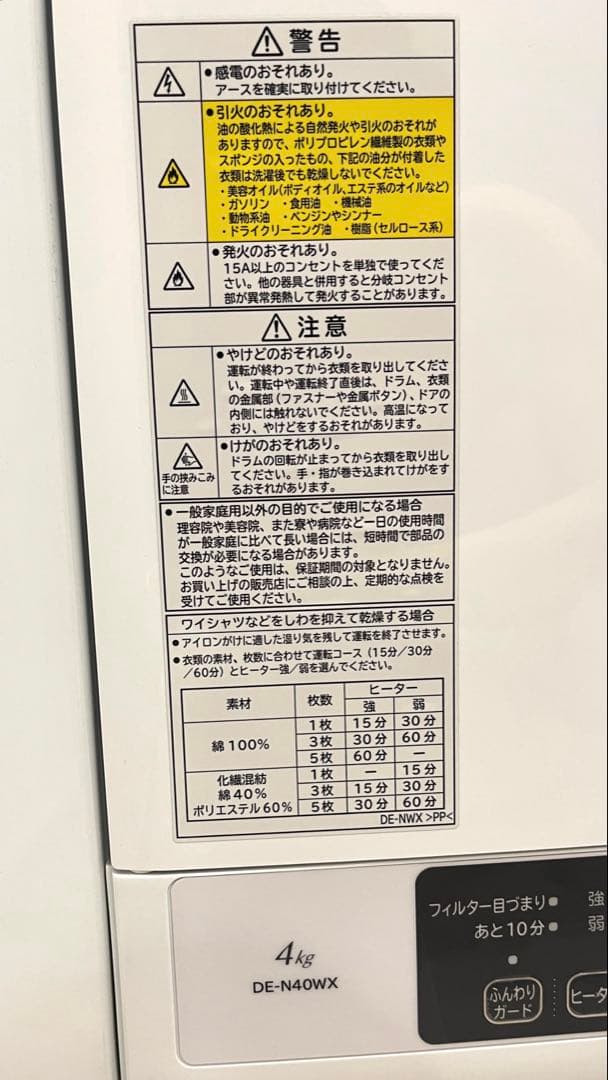 警告
●感電のおそれあり。
アースを確実に取り付けてください。
●引火のおそれあり。
油の酸化熱による自然発火や引火のおそれが
ありますので、ポリプロピレン繊維製の衣類や
スポンジの入ったもの、下記の油分が付着した
衣類は洗濯後でも乾燥しないでください。
・美容オイル(ボディオイル、エステ系のオイルなど)
・ガソリン ・食用油 ・機械油
・動物系油 ・ベンジンやシンナー
・ドライクリーニング油 ・樹脂(セルロース系)
●発火のおそれあり。
15A以上のコンセントを単独で使ってくだ
さい。他の器具と併用すると分岐コンセント
部が異常発熱して発火することがあります。
注意
●やけどのおそれあり。
運転が終わってから衣類を取り出してくださ
い。運転中や運転終了直後は、ドラム、衣類
の金属部(ファスナーや金属ボタン)、ドアの
内側には触れないでください。高温になって
おり、やけどをするおそれがあります。
手の挟みこみ
に注意
●けがのおそれあり。
ドラムの回転が止まってから衣類を取り出し
てください。手・指が巻き込まれてけがをす
るおそれがあります。
●一般家庭用以外の目的でご使用になる場合
理容院や美容院、また寮や病院など一日の使用時間
が一般家庭に比べて長い場合には、短時間で部品の
交換が必要になる場合があります。
このようなご使用は、保証期間の対象となりません。
お買い上げの販売店にご相談の上、定期的な点検を
受けてご使用ください。
ワイシャツなどをしわを抑えて乾燥する場合
●アイロンがけに適した湿り気を残して運転を終了させます。
●衣類の素材、枚数に合わせて運転コース(15分/30分
/60分)とヒーター強/弱を選んでください。
素材 枚数 ヒーター
強 弱
綿100% 1枚 15分 30分
3枚 30分 60分
5枚 60分 ー
化繊混紡 綿40% ポリエステル60% 1枚 ー 15分
3枚 15分 30分
5枚 30分 60分
DE-NWX >PP<
フィルター目づまり 強
あと10分 弱
4kg
DE-N40WX
ふんわり
ガード
ヒータ